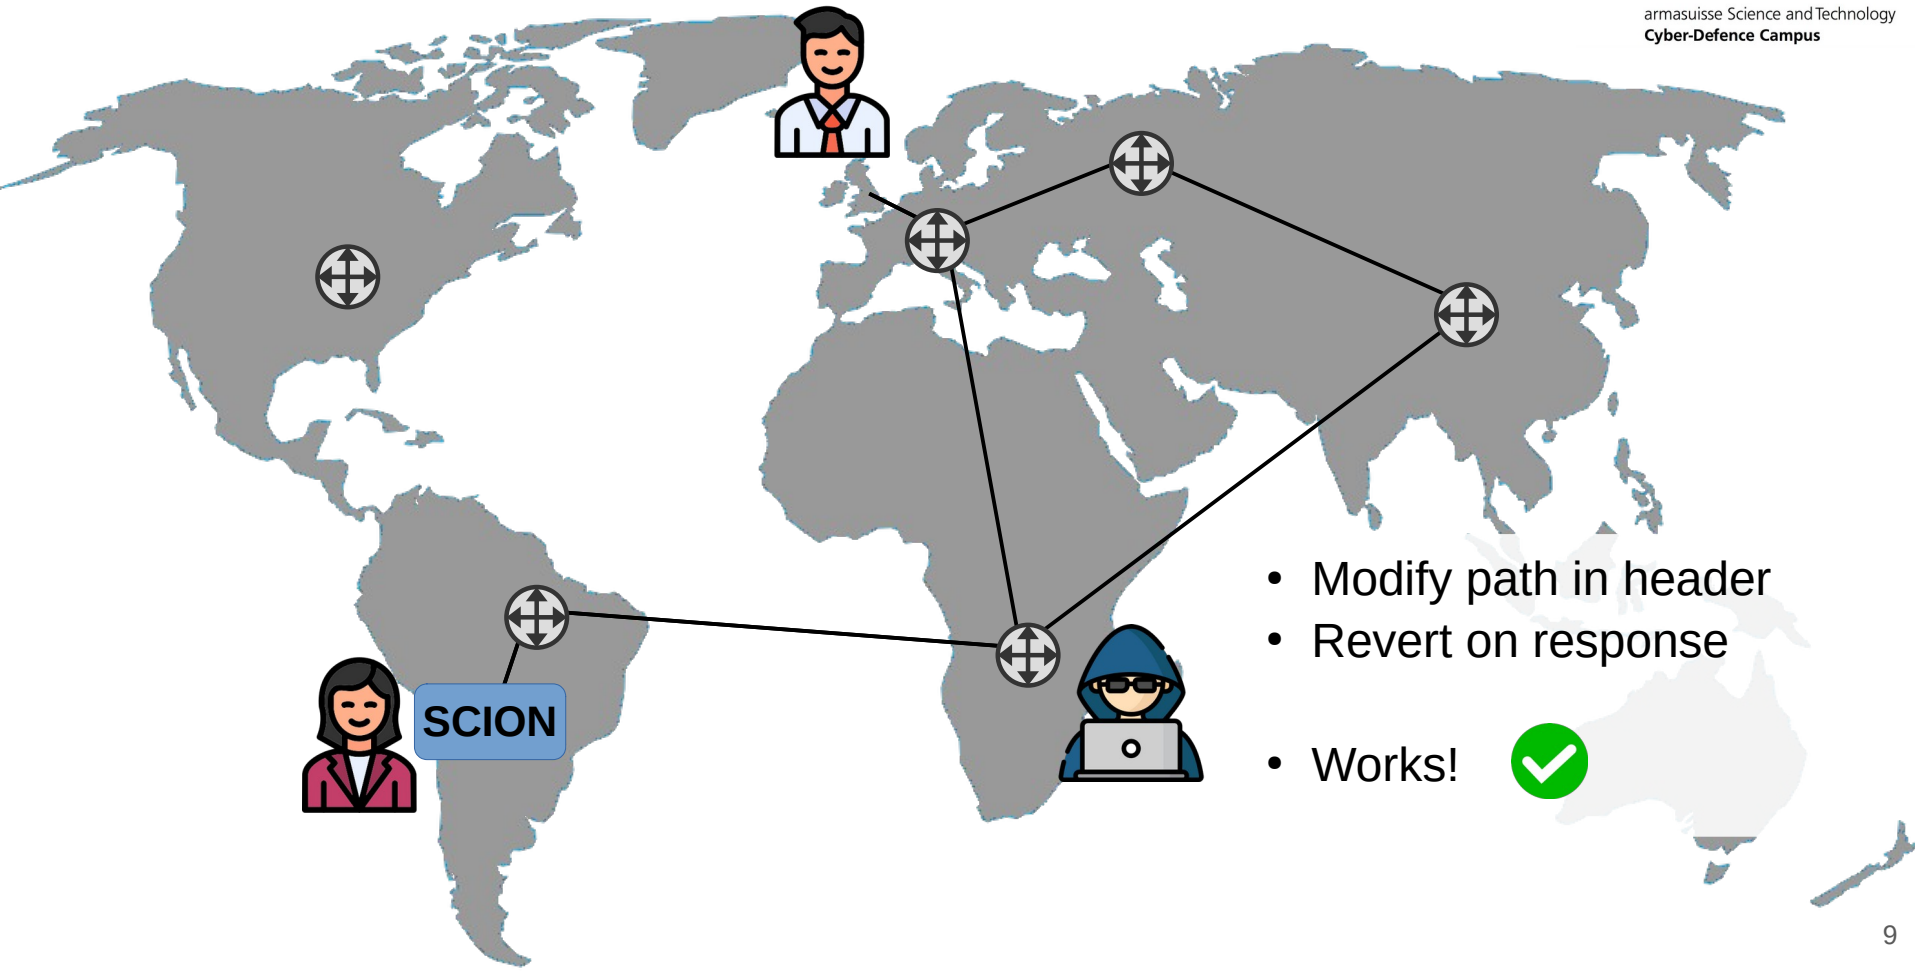 armasuisse Science and Technology
Cyber-Defence Campus
• Modify path in header
• Revert on response
SCION
• Works!
9